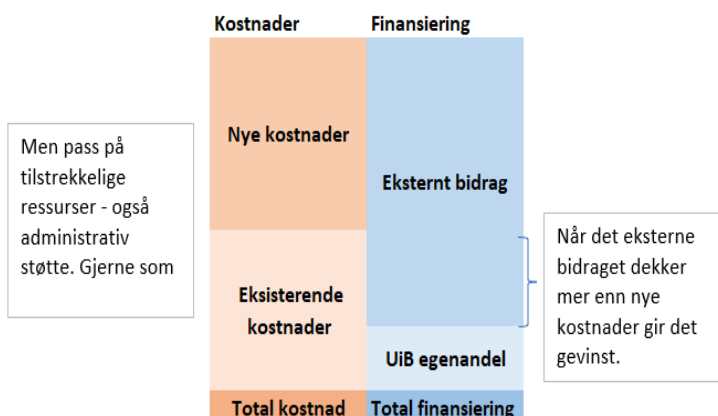 Kostnader
Finansiering
Men pass på
tilstrekkelige
ressurser - også
administrativ
støtte. Gjerne som
Nye kostnader
Eksisterende
kostnader
Total kostnad
Eksternt bidrag
UiB egenandel
Total finansiering
Når det eksterne
bidraget dekker
mer enn nye
kostnader gir det
gevinst.